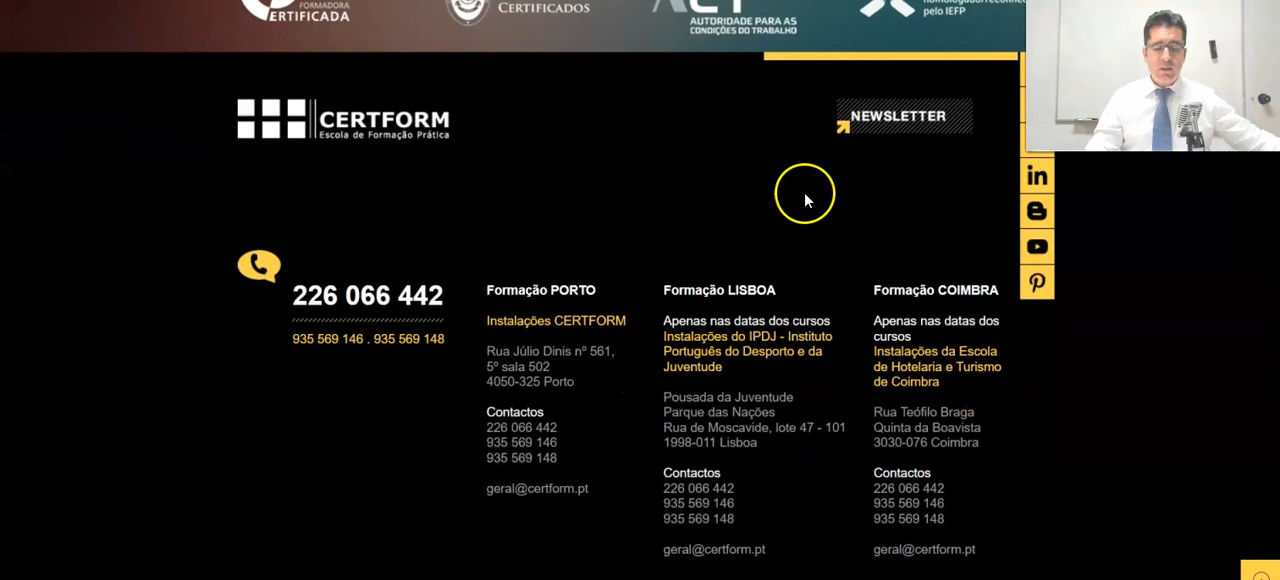 FORMADORA
CERTIFICADA
CERTIFICADOS
ACT
AUTORIDADE PARA AS
CONDIÇÕES DO TRABALHO
pelo IEFP
CERTFORM
Escola de Formação Prática
NEWSLETTER
in
226 066 442
935 569 146 . 935 569 148
Formação PORTO
Instalações CERTFORM
Rua Júlio Dinis nº 561,
5º sala 502
4050-325 Porto
Contactos
226 066 442
935 569 146
935 569 148
geral@certform.pt
Formação LISBOA
Apenas nas datas dos cursos
Instalações do IPDJ - Instituto
Português do Desporto e da
Juventude
Pousada da Juventude
Parque das Nações
Rua de Moscavide, lote 47 - 101
1998-011 Lisboa
Contactos
226 066 442
935 569 146
935 569 148
geral@certform.pt
Formação COIMBRA
Apenas nas datas dos
cursos
Instalações da Escola
de Hotelaria e Turismo
de Coimbra
Rua Teófilo Braga
Quinta da Boavista
3030-076 Coimbra
Contactos
226 066 442
935 569 146
935 569 148
geral@certform.pt